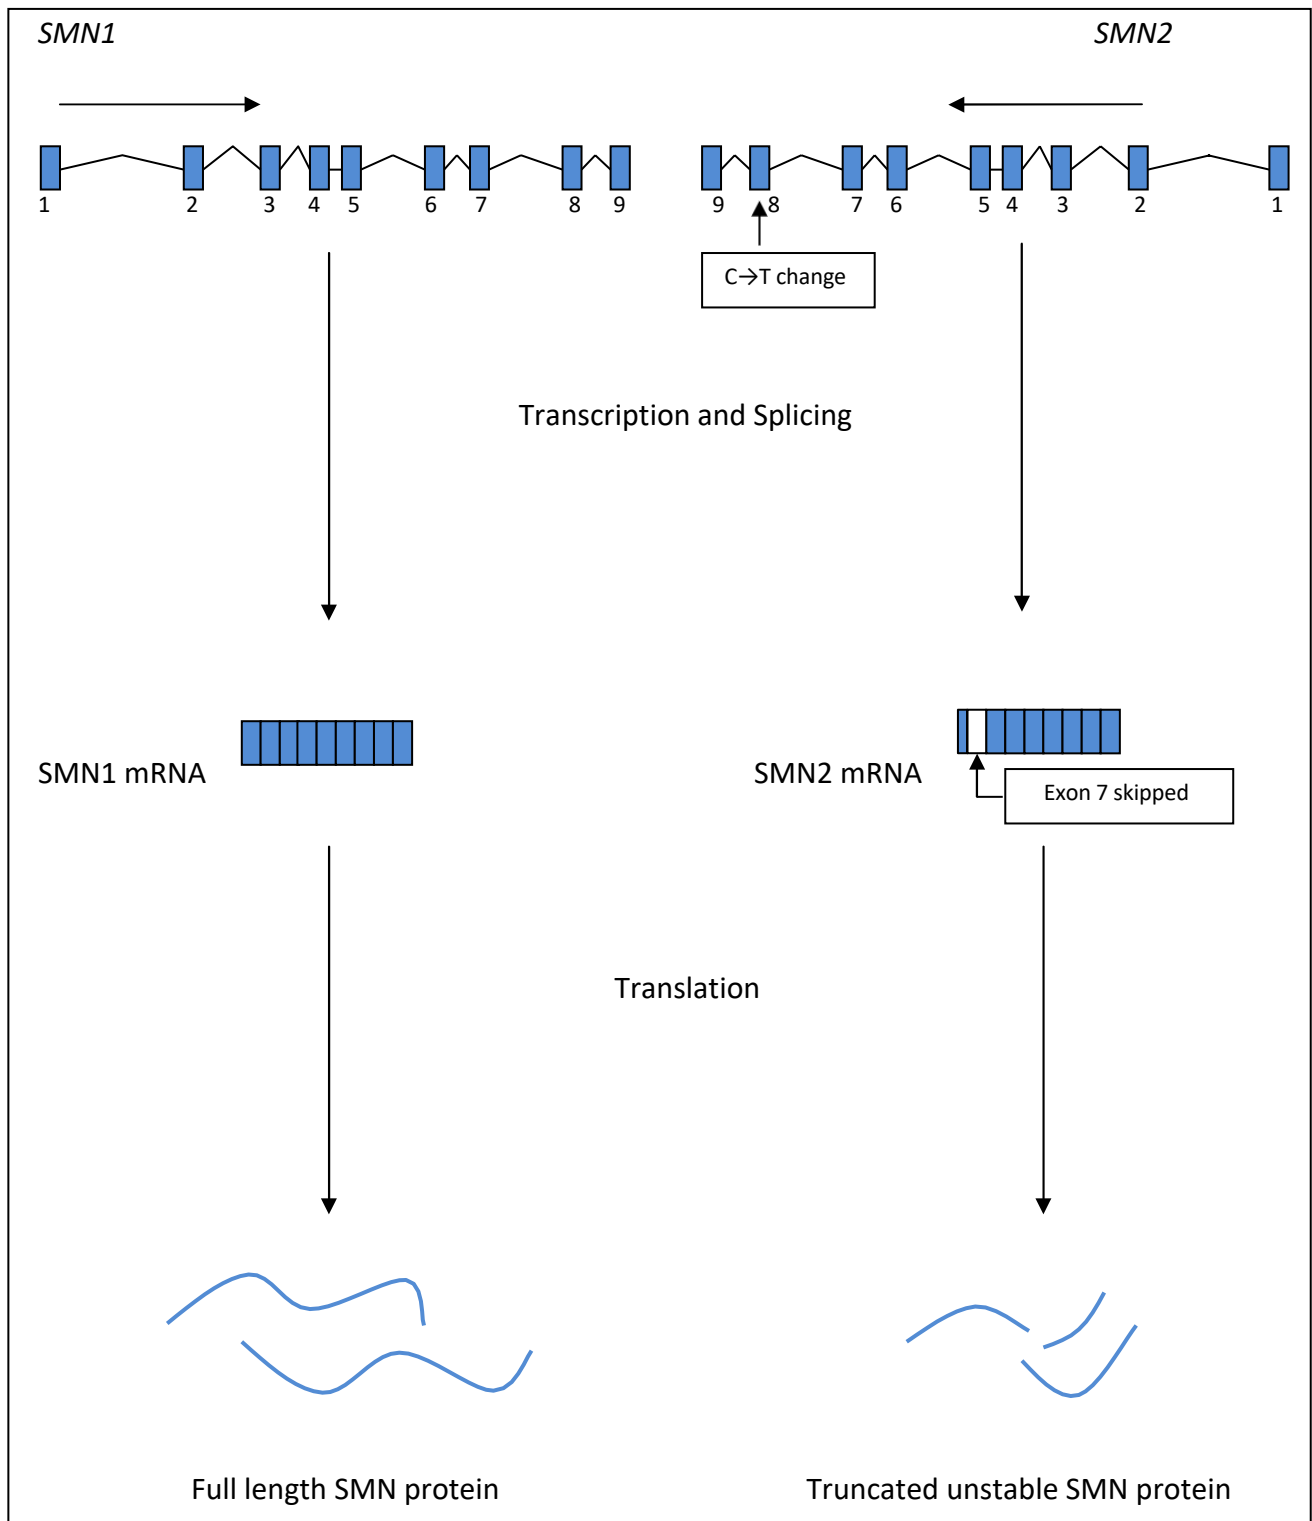 SMN1 SMN2
1 2 3 4 5 6 7 8 9 9 8 7 6 5 4 3 2 1
C→T change
Transcription and Splicing
SMN1 mRNA SMN2 mRNA
Exon 7 skipped
Translation
Full length SMN protein Truncated unstable SMN protein